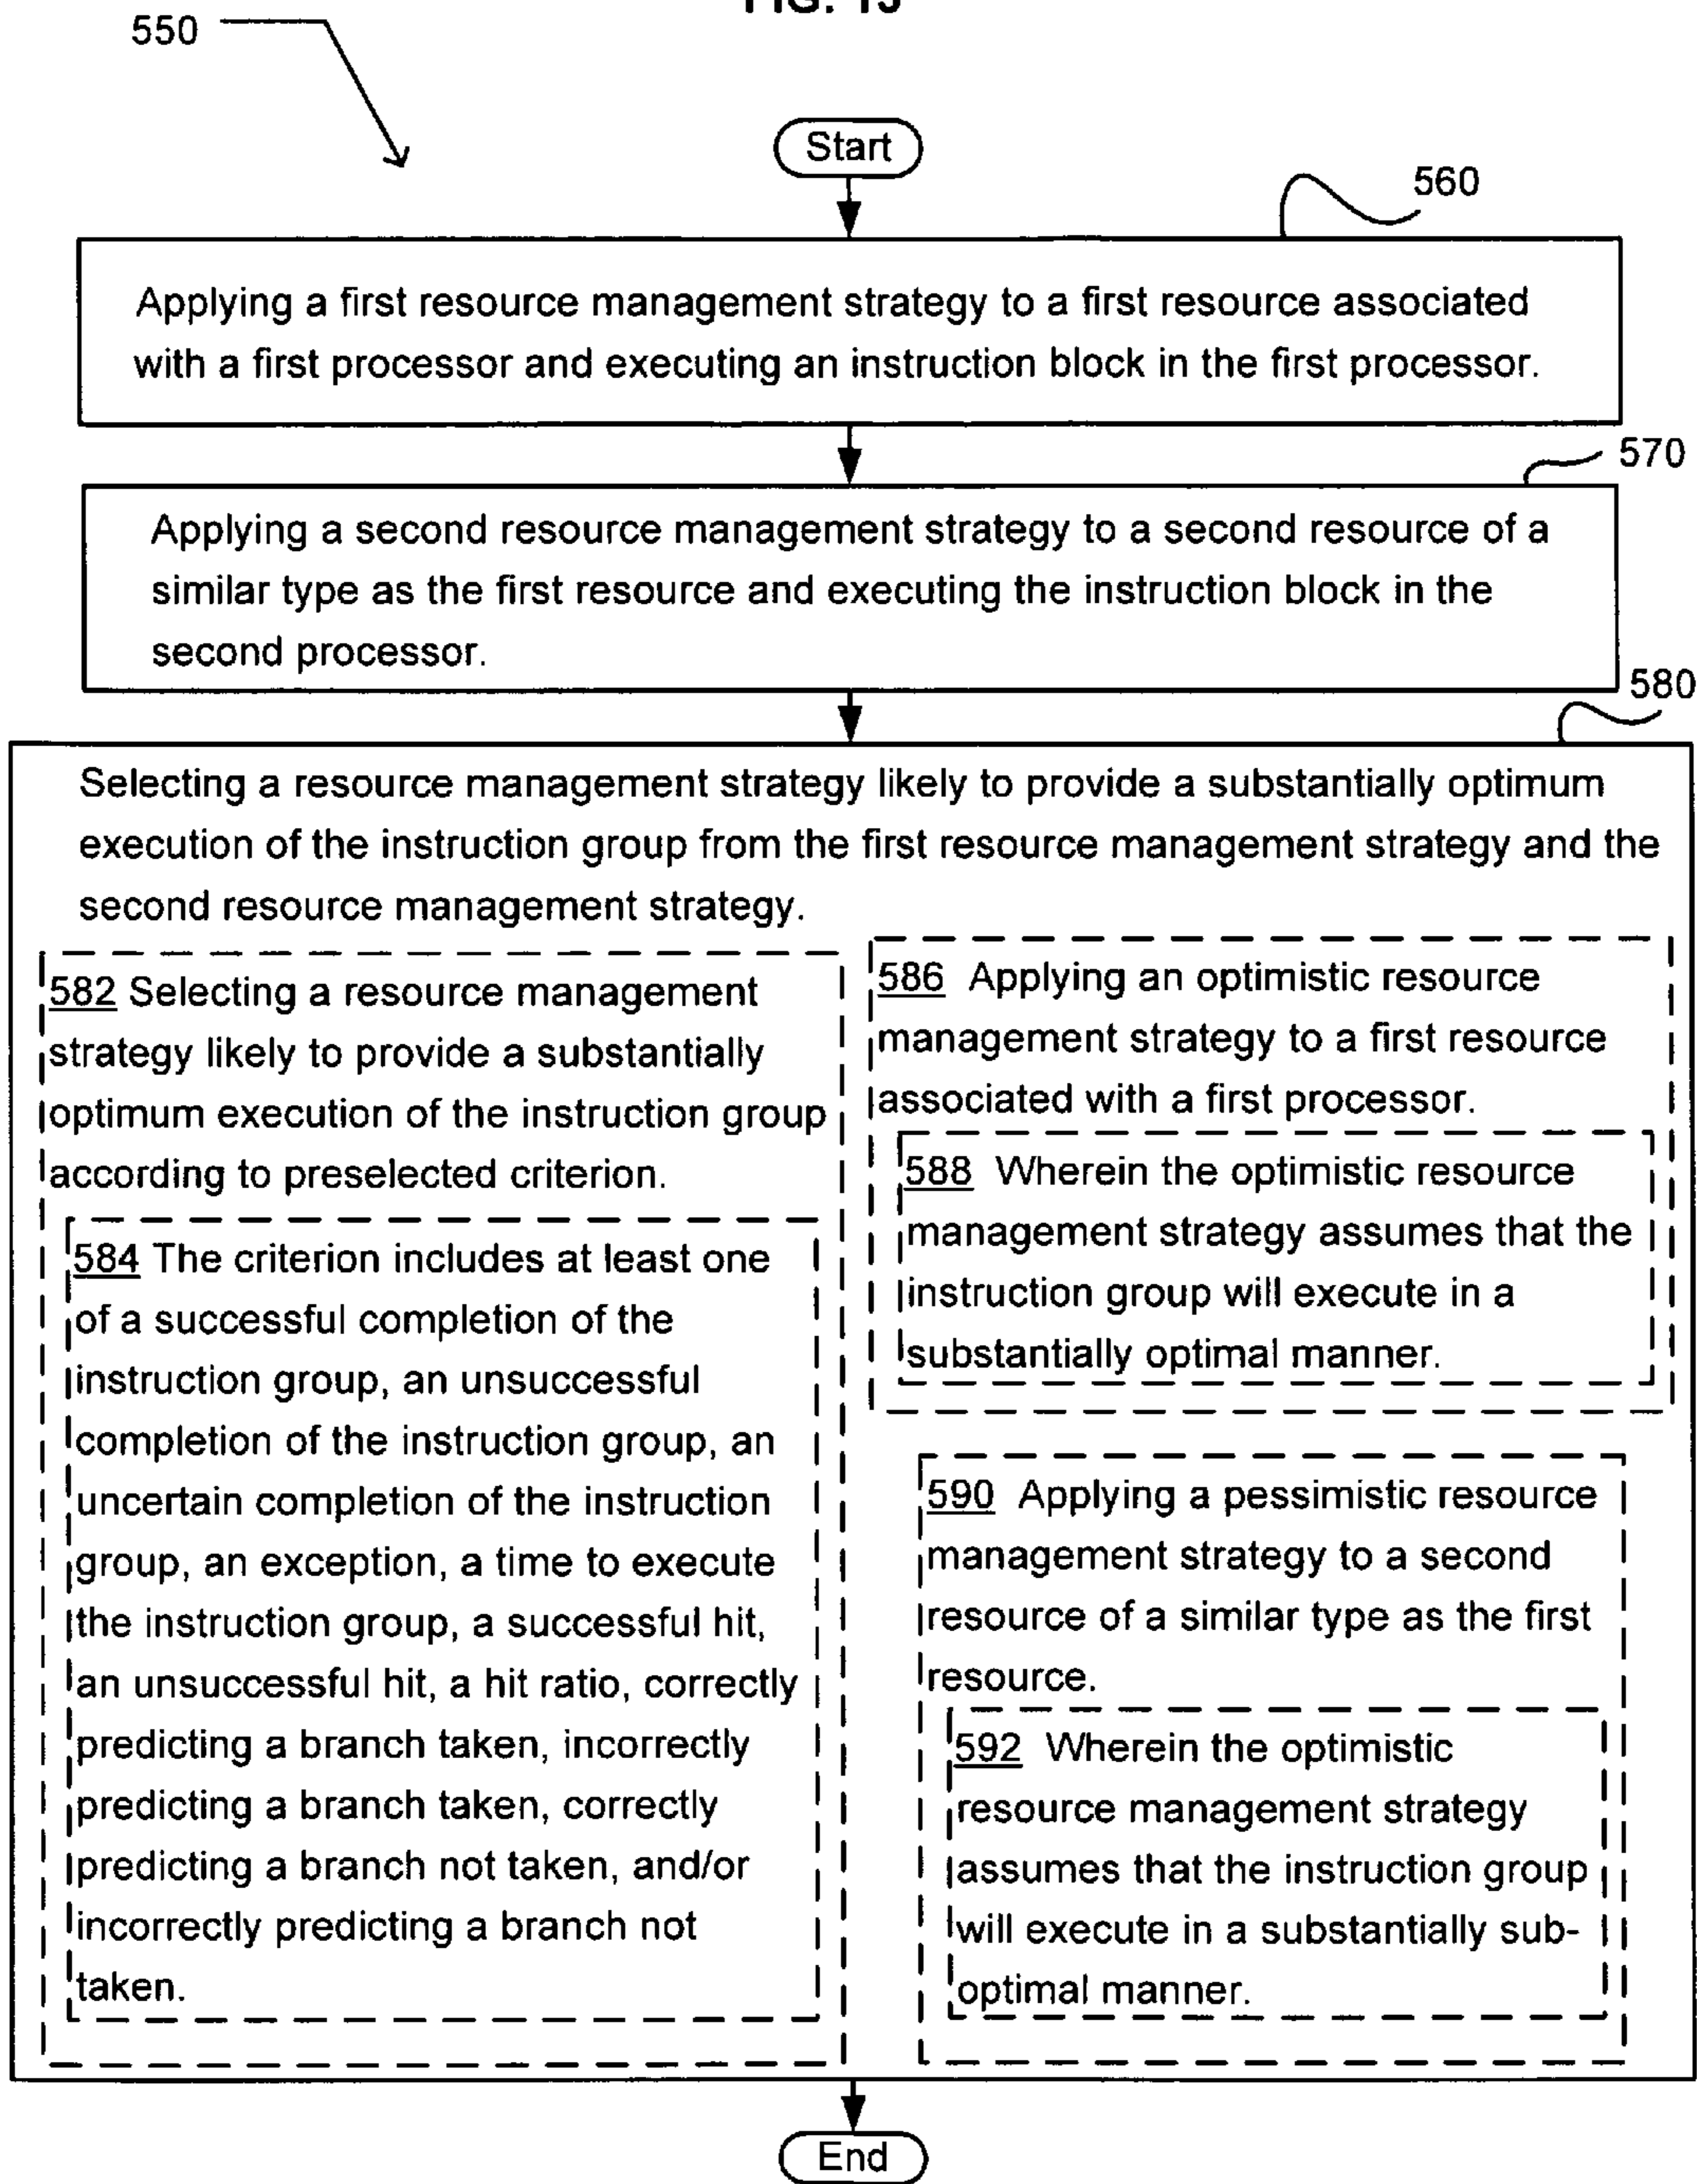 FIG. 13
550
Start
560
Applying a first resource management strategy to a first resource associated
with a first processor and executing an instruction block in the first processor.
570
Applying a second resource management strategy to a second resource of a
similar type as the first resource and executing the instruction block in the
second processor.
580
Selecting a resource management strategy likely to provide a substantially optimum
execution of the instruction group from the first resource management strategy and the
second resource management strategy.
582 Selecting a resource management
strategy likely to provide a substantially
optimum execution of the instruction group
according to preselected criterion.
584 The criterion includes at least one
of a successful completion of the
instruction group, an unsuccessful
completion of the instruction group, an
uncertain completion of the instruction
group, an exception, a time to execute
the instruction group, a successful hit,
an unsuccessful hit, a hit ratio, correctly
predicting a branch taken, incorrectly
predicting a branch taken, correctly
predicting a branch not taken, and/or
incorrectly predicting a branch not
taken.
586 Applying an optimistic resource
management strategy to a first resource
associated with a first processor.
588 Wherein the optimistic resource
management strategy assumes that the
instruction group will execute in a
substantially optimal manner.
590 Applying a pessimistic resource
management strategy to a second
resource of a similar type as the first
resource.
592 Wherein the optimistic
resource management strategy
assumes that the instruction group
will execute in a substantially sub-
optimal manner.
End